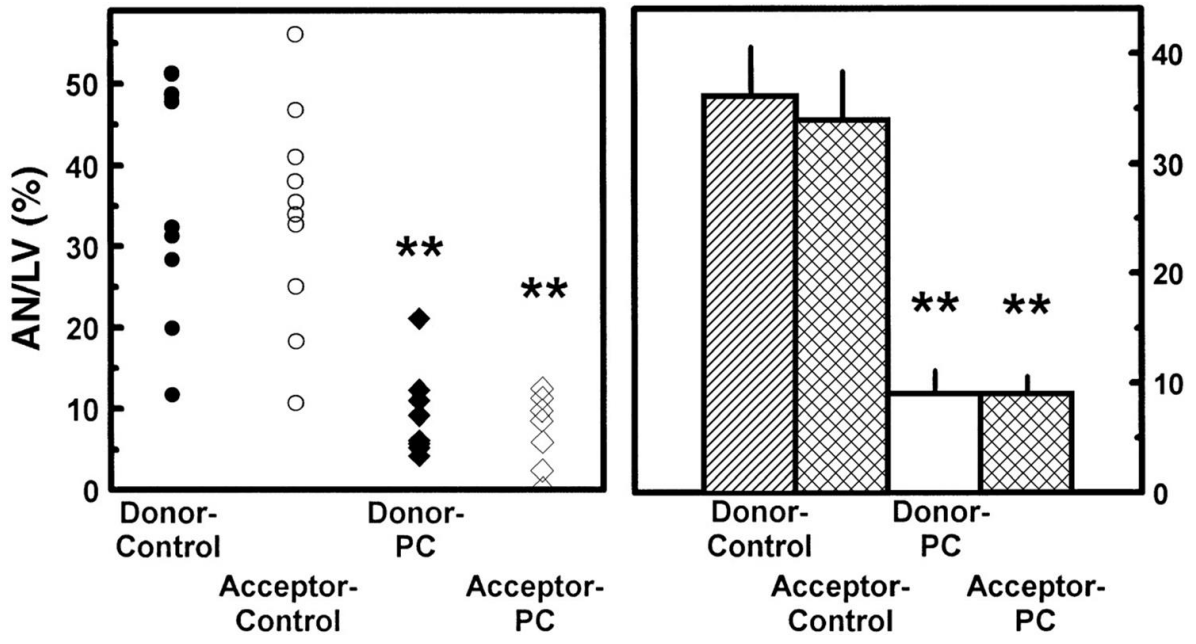 AN/LV (%)
50
40
30
20
10
0
**
**
Donor-
Control
Acceptor-
Control
Donor-
PC
Acceptor-
PC
40
30
20
10
0
**
**
Donor-
Control
Acceptor-
Control
Donor-
PC
Acceptor-
PC